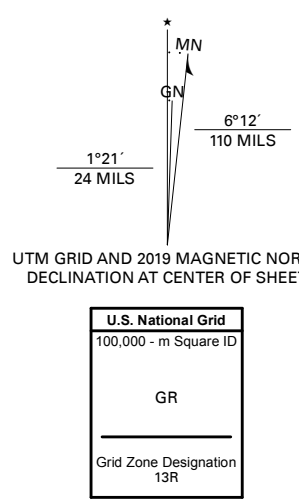 ★
MN
GN
6°12´
110 MILS
1°21´
24 MILS
UTM GRID AND 2019 MAGNETIC NOR
DECLINATION AT CENTER OF SHEET
U.S. National Grid
100,000 - m Square ID
GR
Grid Zone Designation
13R